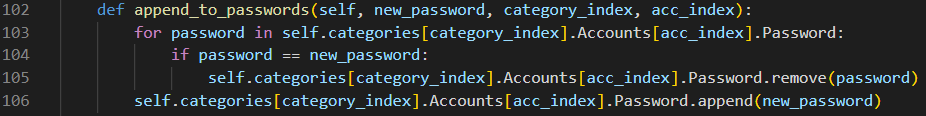 102 def append_to_passwords(self, new_password, category_index, acc_index):
103 for password in self.categories[category_index].Accounts[acc_index].Password:
104 if password == new_password:
105 self.categories[category_index].Accounts[acc_index].Password.remove(password)
106 self.categories[category_index].Accounts[acc_index].Password.append(new_password)